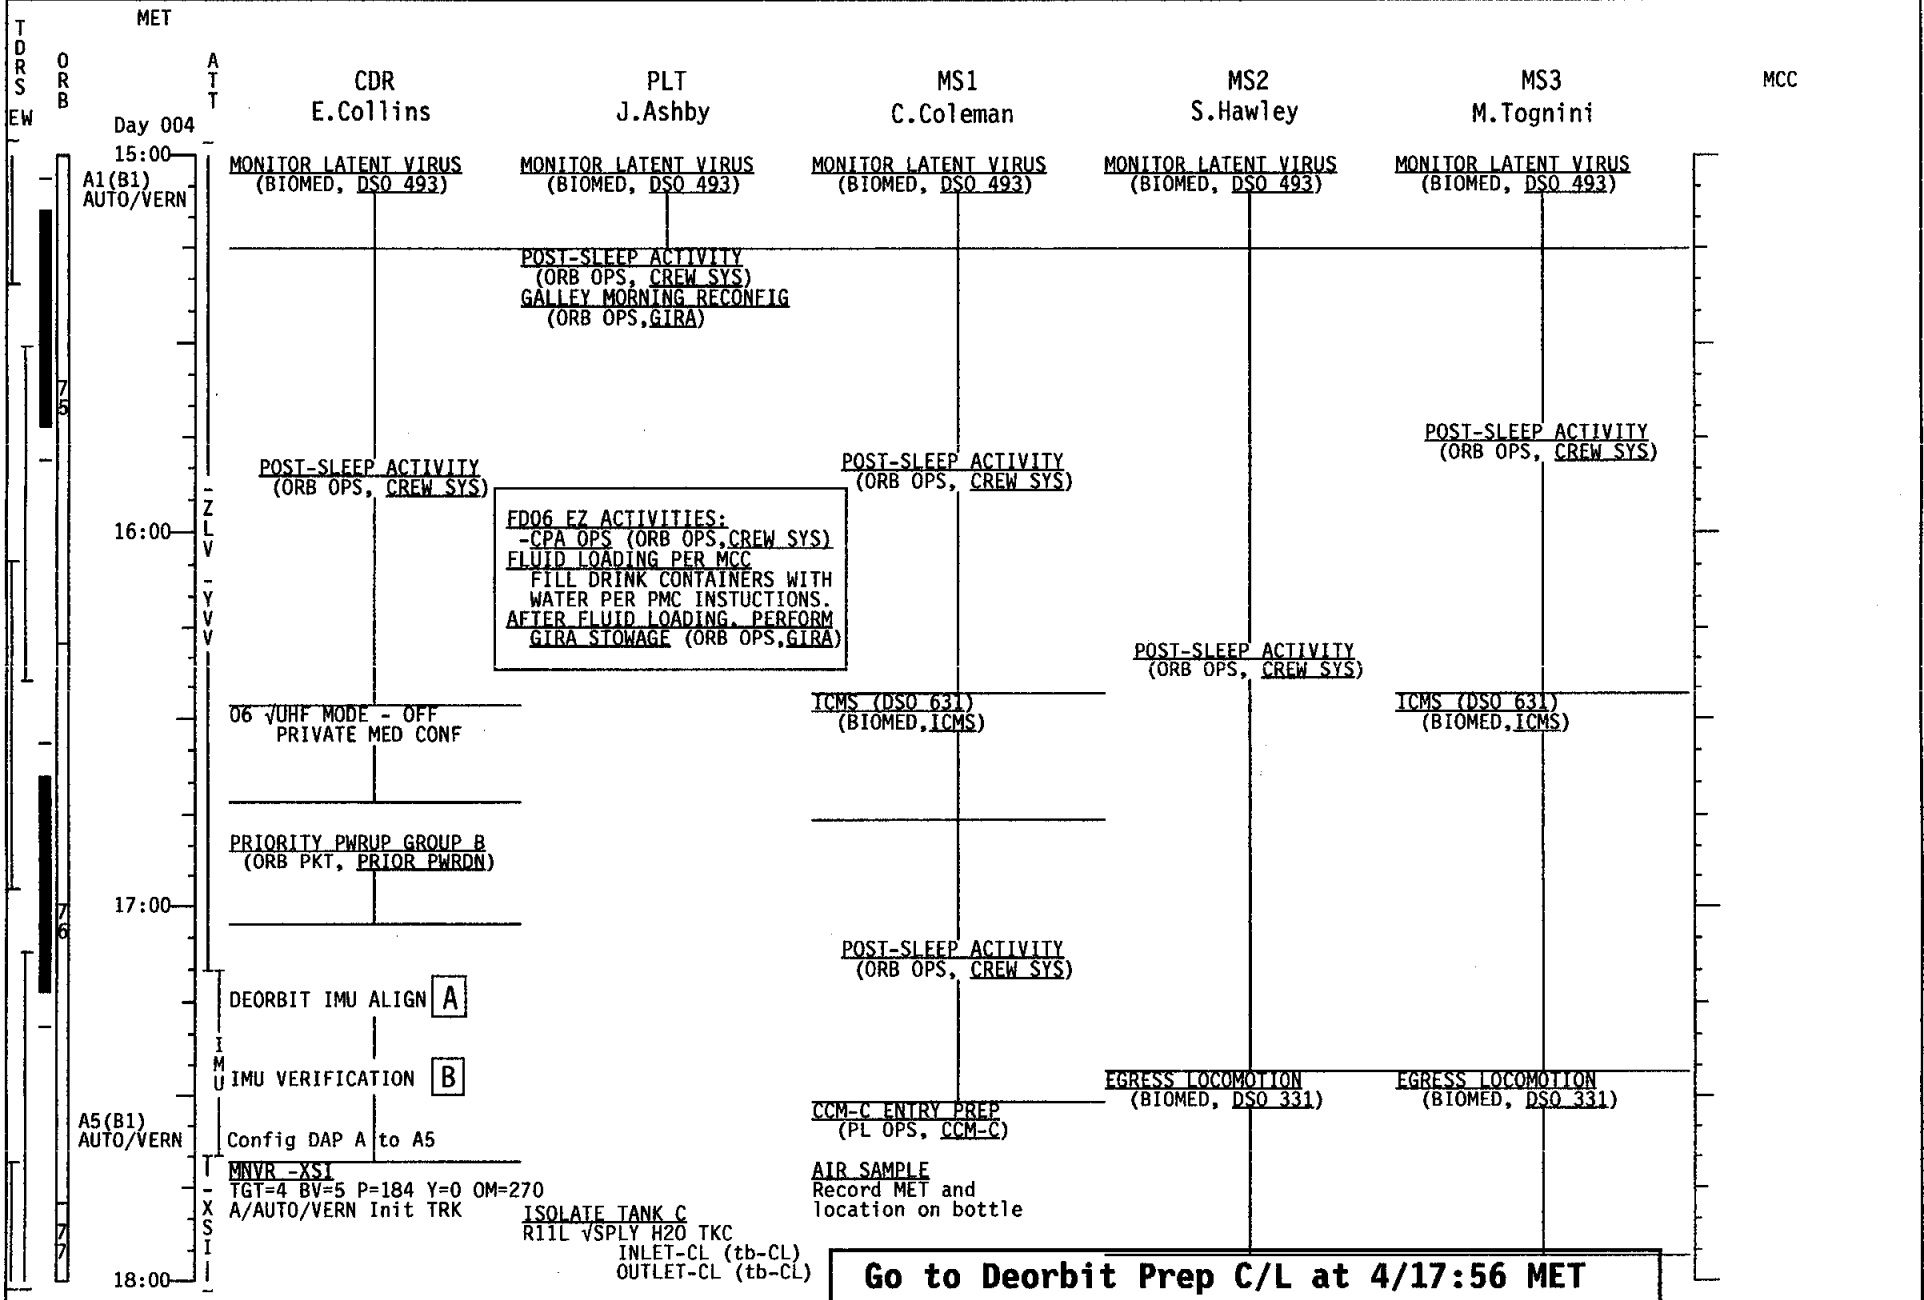 MET
TDRS
EW
ORB
ATT
Day 004
CDR
E.Collins
PLT
J.Ashby
MS1
C.Coleman
MS2
S.Hawley
MS3
M.Tognini
MCC
15:00
A1(B1)
AUTO/VERN
75
-ZLV -YVV
16:00
17:00
76
IMU
A5(B1)
AUTO/VERN
-XSI
77
18:00
MONITOR LATENT VIRUS
(BIOMED, DSO 493)
POST-SLEEP ACTIVITY
(ORB OPS, CREW SYS)
O6 √UHF MODE - OFF
PRIVATE MED CONF
PRIORITY PWRUP GROUP B
(ORB PKT, PRIOR PWRDN)
DEORBIT IMU ALIGN A
IMU VERIFICATION B
Config DAP A to A5
MNVR -XSI
TGT=4 BV=5 P=184 Y=0 OM=270
A/AUTO/VERN Init TRK
MONITOR LATENT VIRUS
(BIOMED, DSO 493)
POST-SLEEP ACTIVITY
(ORB OPS, CREW SYS)
GALLEY MORNING RECONFIG
(ORB OPS,GIRA)
FD06 EZ ACTIVITIES:
-CPA OPS (ORB OPS,CREW SYS)
FLUID LOADING PER MCC
FILL DRINK CONTAINERS WITH
WATER PER PMC INSTUCTIONS.
AFTER FLUID LOADING, PERFORM
GIRA STOWAGE (ORB OPS,GIRA)
ISOLATE TANK C
R11L √SPLY H2O TKC
INLET-CL (tb-CL)
OUTLET-CL (tb-CL)
MONITOR LATENT VIRUS
(BIOMED, DSO 493)
POST-SLEEP ACTIVITY
(ORB OPS, CREW SYS)
ICMS (DSO 631)
(BIOMED,ICMS)
POST-SLEEP ACTIVITY
(ORB OPS, CREW SYS)
CCM-C ENTRY PREP
(PL OPS, CCM-C)
AIR SAMPLE
Record MET and
location on bottle
MONITOR LATENT VIRUS
(BIOMED, DSO 493)
POST-SLEEP ACTIVITY
(ORB OPS, CREW SYS)
EGRESS LOCOMOTION
(BIOMED, DSO 331)
MONITOR LATENT VIRUS
(BIOMED, DSO 493)
POST-SLEEP ACTIVITY
(ORB OPS, CREW SYS)
ICMS (DSO 631)
(BIOMED,ICMS)
EGRESS LOCOMOTION
(BIOMED, DSO 331)
Go to Deorbit Prep C/L at 4/17:56 MET